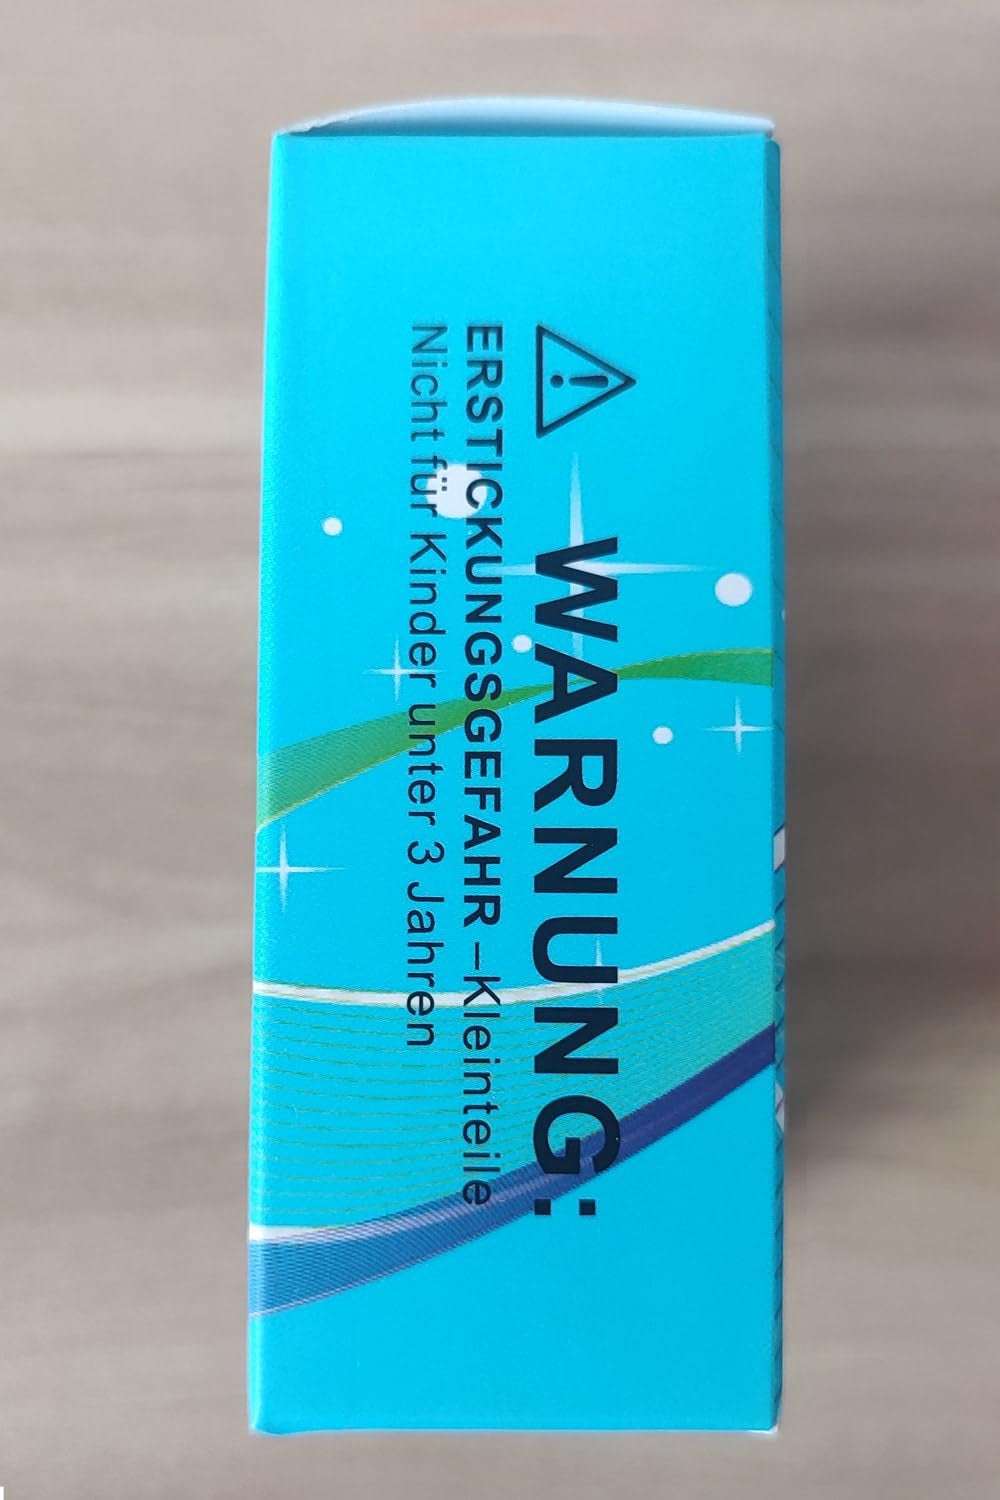 WARNUNG:
ERSTICKUNGSGEFAHR –Kleinteile
Nicht für Kinder unter 3 Jahren